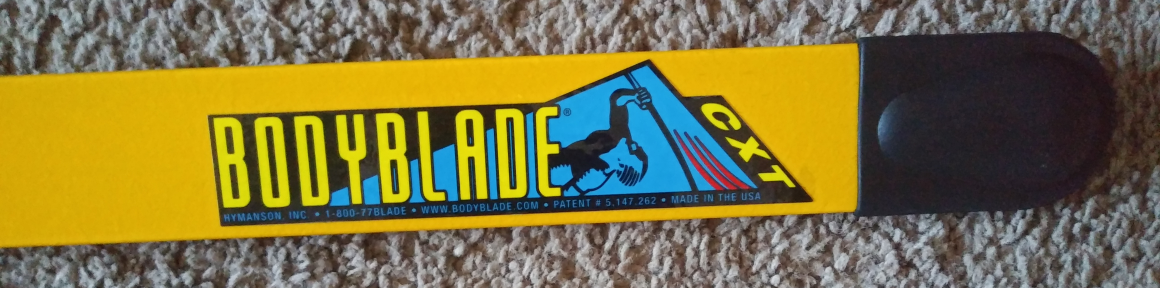 BODYBLADE®
CXT
HYMANSON, INC. • 1-800-77BLADE • WWW.BODYBLADE.COM • PATENT # 5,147,262 • MADE IN THE USA